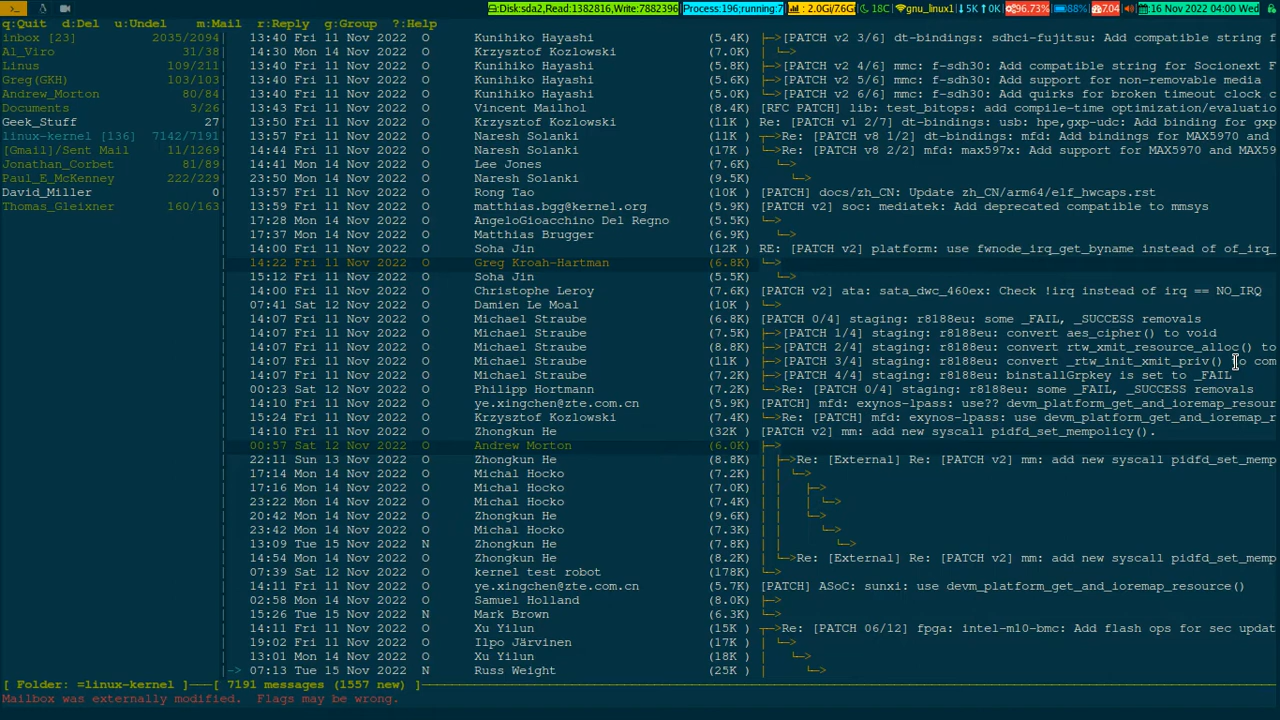 Disk:sda2,Read:1382816,Write:7882396 Process:196;running:7 2.0Gi/7.6Gi 18C gnu_linux1 5K 0K 96.73% 88% 7.04 16 Nov 2022 04:00 Wed
q:Quit d:Del u:Undel m:Mail r:Reply g:Group ?:Help
inbox [23] 2035/2094
Al_Viro 31/38
Linus 109/211
Greg(GKH) 103/103
Andrew_Morton 80/84
Documents 3/26
Geek_Stuff 27
linux-kernel [136] 7142/7191
[Gmail]/Sent Mail 11/1269
Jonathan_Corbet 81/89
Paul_E_McKenney 222/229
David_Miller 0
Thomas_Gleixner 160/163
13:40 Fri 11 Nov 2022 O Kunihiko Hayashi (5.4K) ├─>[PATCH v2 3/6] dt-bindings: sdhci-fujitsu: Add compatible string f
14:30 Fri 11 Nov 2022 O Krzysztof Kozlowski (7.0K) │ └─>
13:40 Fri 11 Nov 2022 O Kunihiko Hayashi (5.8K) ├─>[PATCH v2 4/6] mmc: f-sdh30: Add compatible string for Socionext F
13:40 Fri 11 Nov 2022 O Kunihiko Hayashi (5.6K) ├─>[PATCH v2 5/6] mmc: f-sdh30: Add support for non-removable media
13:40 Fri 11 Nov 2022 O Kunihiko Hayashi (5.0K) └─>[PATCH v2 6/6] mmc: f-sdh30: Add quirks for broken timeout clock c
13:43 Fri 11 Nov 2022 O Vincent Mailhol (8.4K) [RFC PATCH] lib: test_bitops: add compile-time optimization/evaluatio
13:50 Fri 11 Nov 2022 O Krzysztof Kozlowski (11K ) Re: [PATCH v1 2/7] dt-bindings: usb: hpe,gxp-udc: Add binding for gxp
13:57 Fri 11 Nov 2022 O Naresh Solanki (11K ) ┬─>Re: [PATCH v8 1/2] dt-bindings: mfd: Add bindings for MAX5970 and M
14:44 Fri 11 Nov 2022 O Naresh Solanki (17K ) └─>Re: [PATCH v8 2/2] mfd: max597x: Add support for MAX5970 and MAX59
14:41 Mon 14 Nov 2022 O Lee Jones (7.6K) └─>
23:50 Mon 14 Nov 2022 O Naresh Solanki (9.5K) └─>
13:57 Fri 11 Nov 2022 O Rong Tao (10K ) [PATCH] docs/zh_CN: Update zh_CN/arm64/elf_hwcaps.rst
13:59 Fri 11 Nov 2022 O matthias.bgg@kernel.org (5.9K) [PATCH v2] soc: mediatek: Add deprecated compatible to mmsys
17:28 Mon 14 Nov 2022 O AngeloGioacchino Del Regno (5.5K) └─>
17:37 Mon 14 Nov 2022 O Matthias Brugger (6.9K) └─>
14:00 Fri 11 Nov 2022 O Soha Jin (12K ) RE: [PATCH v2] platform: use fwnode_irq_get_byname instead of of_irq_
14:22 Fri 11 Nov 2022 O Greg Kroah-Hartman (6.8K) └─>
15:12 Fri 11 Nov 2022 O Soha Jin (5.5K) └─>
14:00 Fri 11 Nov 2022 O Christophe Leroy (7.6K) [PATCH v2] ata: sata_dwc_460ex: Check !irq instead of irq == NO_IRQ
07:41 Sat 12 Nov 2022 O Damien Le Moal (10K ) └─>
14:07 Fri 11 Nov 2022 O Michael Straube (6.8K) [PATCH 0/4] staging: r8188eu: some _FAIL, _SUCCESS removals
14:07 Fri 11 Nov 2022 O Michael Straube (7.5K) ├─>[PATCH 1/4] staging: r8188eu: convert aes_cipher() to void
14:07 Fri 11 Nov 2022 O Michael Straube (8.8K) ├─>[PATCH 2/4] staging: r8188eu: convert rtw_xmit_resource_alloc() to
14:07 Fri 11 Nov 2022 O Michael Straube (11K ) ├─>[PATCH 3/4] staging: r8188eu: convert _rtw_init_xmit_priv() to com
14:07 Fri 11 Nov 2022 O Michael Straube (7.2K) ├─>[PATCH 4/4] staging: r8188eu: binstallGrpkey is set to _FAIL
00:23 Sat 12 Nov 2022 O Philipp Hortmann (7.2K) └─>Re: [PATCH 0/4] staging: r8188eu: some _FAIL, _SUCCESS removals
14:10 Fri 11 Nov 2022 O ye.xingchen@zte.com.cn (5.9K) [PATCH] mfd: exynos-lpass: use?? devm_platform_get_and_ioremap_resour
15:24 Fri 11 Nov 2022 O Krzysztof Kozlowski (7.4K) └─>Re: [PATCH] mfd: exynos-lpass: use devm_platform_get_and_ioremap_r
14:10 Fri 11 Nov 2022 O Zhongkun He (32K ) [PATCH v2] mm: add new syscall pidfd_set_mempolicy().
00:57 Sat 12 Nov 2022 O Andrew Morton (6.0K) ├─>
22:11 Sun 13 Nov 2022 O Zhongkun He (8.8K) │ ├─>Re: [External] Re: [PATCH v2] mm: add new syscall pidfd_set_memp
17:14 Mon 14 Nov 2022 O Michal Hocko (7.2K) │ │ └─>
17:16 Mon 14 Nov 2022 O Michal Hocko (7.0K) │ │ ├─>
23:22 Mon 14 Nov 2022 O Michal Hocko (7.4K) │ │ │ └─>
20:42 Mon 14 Nov 2022 O Zhongkun He (9.6K) │ │ └─>
23:42 Mon 14 Nov 2022 O Michal Hocko (7.3K) │ │ └─>
13:09 Tue 15 Nov 2022 N Zhongkun He (7.8K) │ │ └─>
14:54 Mon 14 Nov 2022 O Zhongkun He (8.2K) │ └─>Re: [External] Re: [PATCH v2] mm: add new syscall pidfd_set_memp
07:39 Sat 12 Nov 2022 O kernel test robot (178K) └─>
14:11 Fri 11 Nov 2022 O ye.xingchen@zte.com.cn (5.7K) [PATCH] ASoC: sunxi: use devm_platform_get_and_ioremap_resource()
02:58 Mon 14 Nov 2022 O Samuel Holland (8.0K) ├─>
15:26 Tue 15 Nov 2022 N Mark Brown (6.3K) └─>
14:11 Fri 11 Nov 2022 O Xu Yilun (15K ) ┬─>Re: [PATCH 06/12] fpga: intel-m10-bmc: Add flash ops for sec updat
19:02 Fri 11 Nov 2022 O Ilpo Järvinen (17K ) └─>
13:01 Mon 14 Nov 2022 O Xu Yilun (18K ) └─>
-> 07:13 Tue 15 Nov 2022 N Russ Weight (25K ) └─>
[ Folder: =linux-kernel ]──[ 7191 messages (1557 new) ]
Mailbox was externally modified. Flags may be wrong.